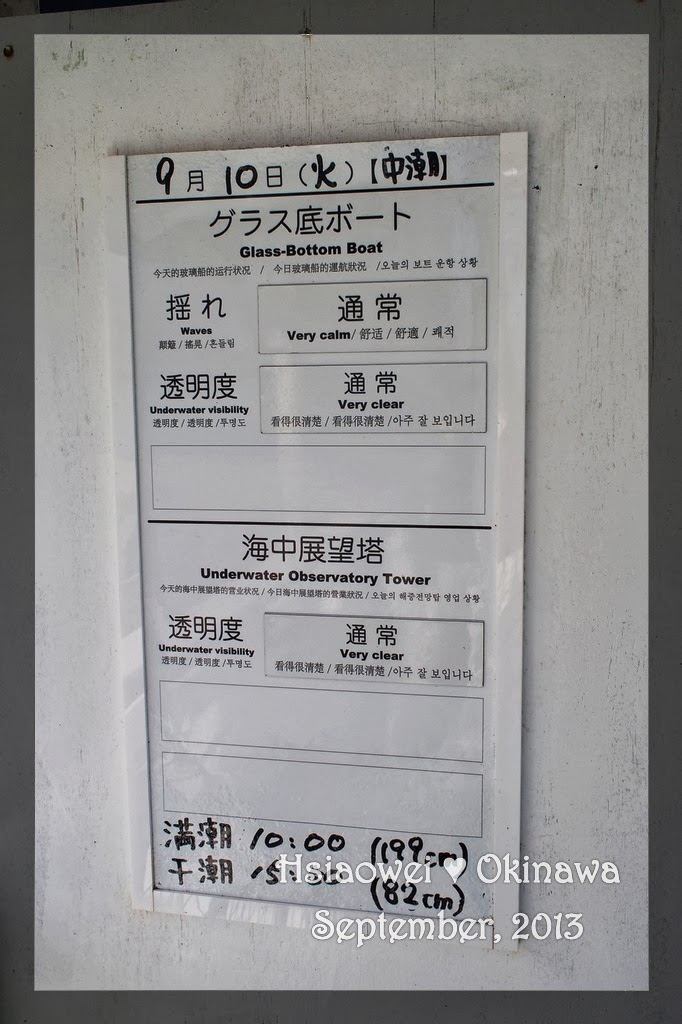 9月10日(火)【中潮】
グラス底ボート
Glass-Bottom Boat
今天的玻璃船的运行状况 / 今日玻璃船的運航狀況 /오늘의 보트 운항 상황
揺れ
Waves
颠簸 / 搖晃 /흔들림
通常
Very calm/ 舒适 / 舒適 / 쾌적
透明度
Underwater visibility
透明度 / 透明度 /투명도
通常
Very clear
看得很清楚 / 看得很清楚 /아주 잘 보입니다
海中展望塔
Underwater Observatory Tower
今天的海中展望塔的营业状况 / 今日海中展望塔的營業狀況 / 오늘의 해중전망탑 영업 상황
透明度
Underwater visibility
透明度 / 透明度 /투명도
通常
Very clear
看得很清楚 / 看得很清楚 /아주 잘 보입니다
満潮 10:00 (199cm)
干潮 (82cm)
Hsiaowei ♥ Okinawa
September, 2013